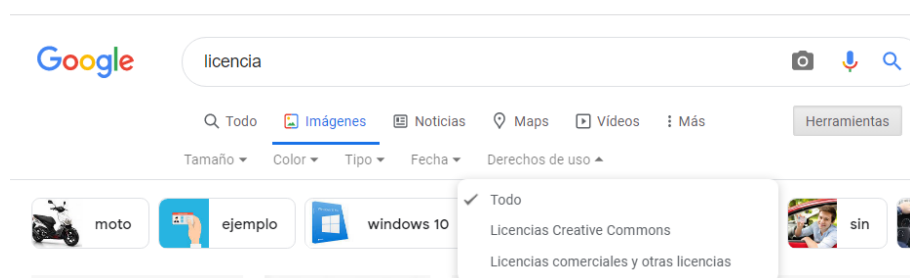 Google
licencia
Todo Imágenes Noticias Maps Vídeos Más Herramientas
Tamaño Color Tipo Fecha Derechos de uso
Todo
Licencias Creative Commons
Licencias comerciales y otras licencias
moto ejemplo windows 10 sin